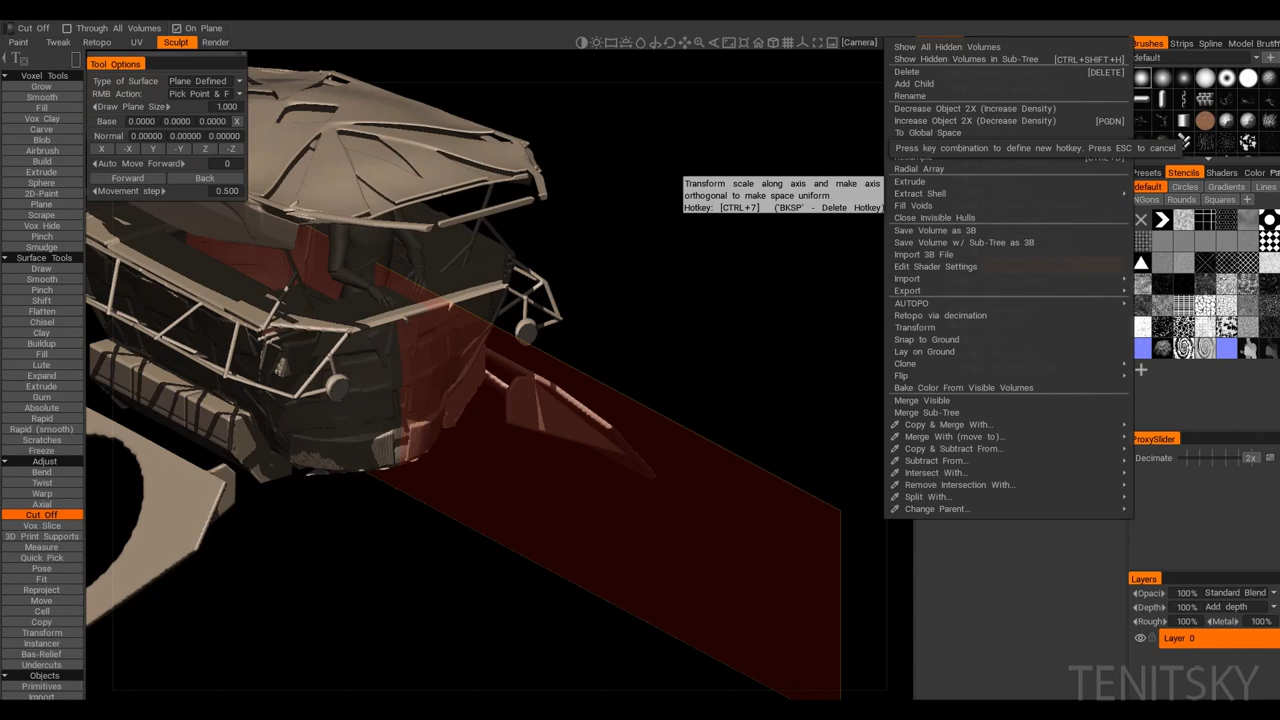 Cut Off Through All Volumes On Plane
Paint Tweak Retopo UV Sculpt Render
[Camera]
Tool Options
Type of Surface Plane Defined
RMB Action: Pick Point & F
Draw Plane Size 1.000
Base 0.0000 0.0000 0.0000 X
Normal 0.00000 0.00000 0.00000
X -X Y -Y Z -Z
Auto Move Forward 0
Forward Back
Movement step 0.500
Voxel Tools
Grow
Smooth
Fill
Vox Clay
Carve
Blob
Airbrush
Build
Extrude
Sphere
2D-Paint
Plane
Scrape
Vox Hide
Pinch
Smudge
Surface Tools
Draw
Smooth
Pinch
Shift
Flatten
Chisel
Clay
Buildup
Fill
Lute
Expand
Extrude
Gum
Absolute
Rapid
Rapid (smooth)
Scratches
Freeze
Adjust
Bend
Twist
Warp
Axial
Cut Off
Vox Slice
3D Print Supports
Measure
Quick Pick
Pose
Fit
Reproject
Move
Cell
Copy
Transform
Instancer
Bas-Relief
Undercuts
Objects
Primitives
Import
Transform scale along axis and make axis
orthogonal to make space uniform
Hotkey: [CTRL+7] ('BKSP' - Delete Hotkey)
Show All Hidden Volumes
Show Hidden Volumes in Sub-Tree [CTRL+SHIFT+H]
Delete [DELETE]
Add Child
Rename
Decrease Object 2X (Increase Density)
Increase Object 2X (Decrease Density) [PGDN]
To Global Space
Press key combination to define new hotkey. Press ESC to cancel
Radial Array
Extrude
Extract Shell
Fill Voids
Close Invisible Hulls
Save Volume as 3B
Save Volume w/ Sub-Tree as 3B
Import 3B File
Edit Shader Settings
Import
Export
AUTOPO
Retopo via decimation
Transform
Snap to Ground
Lay on Ground
Clone
Flip
Bake Color From Visible Volumes
Merge Visible
Merge Sub-Tree
Copy & Merge With...
Merge With (move to)...
Copy & Subtract From...
Subtract From...
Intersect With...
Remove Intersection With...
Split With...
Change Parent...
Brushes Strips Spline Model Brush
default
Presets Stencils Shaders Color Pa
default Circles Gradients Lines
NGons Rounds Squares
ProxySlider
Decimate 2x
Layers
Opaci 100% Standard Blend
Depth 100% Add depth
Rough 100% Metal 100%
Layer 0
TENITSKY